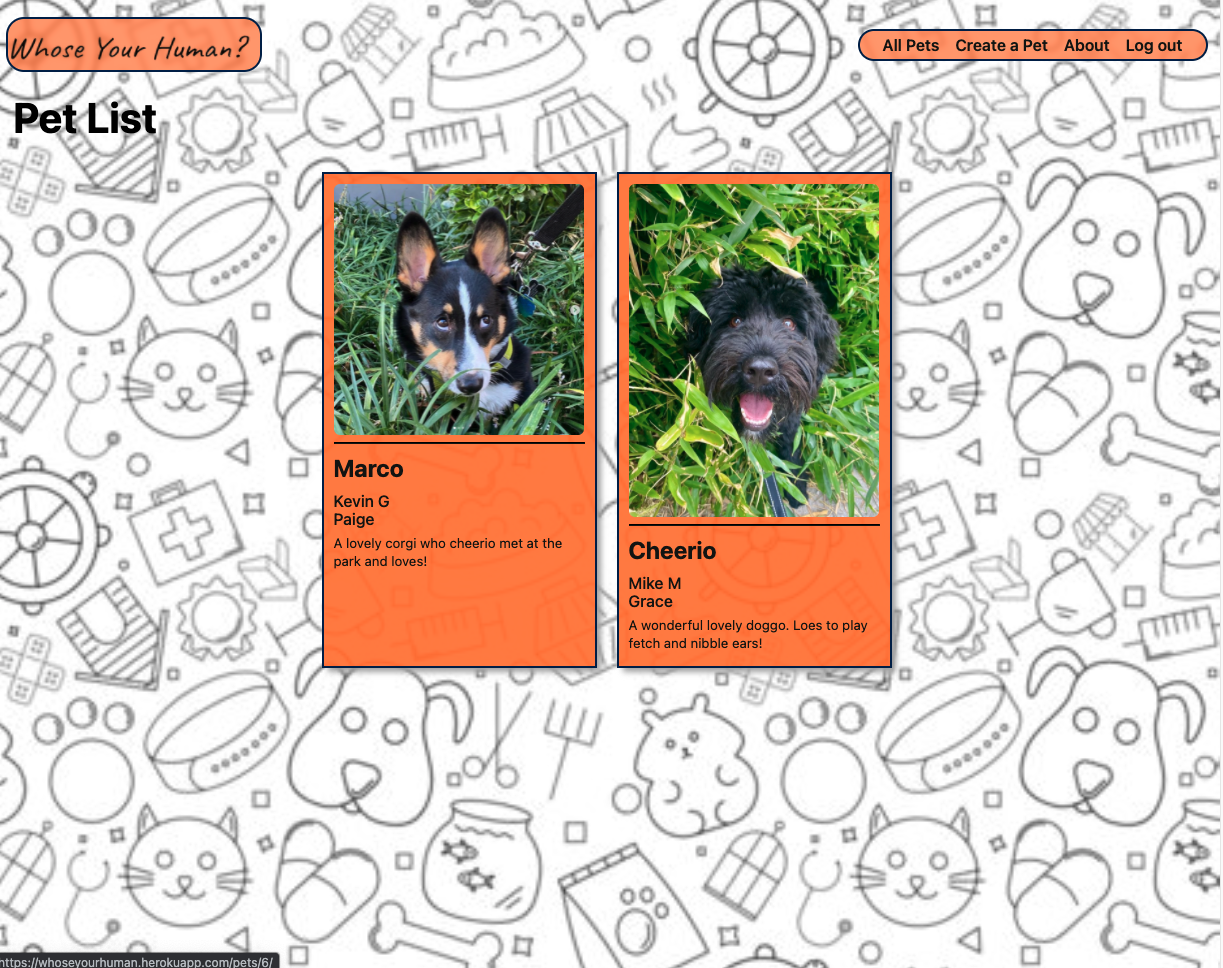 Whose Your Human?
All Pets Create a Pet About Log out
Pet List
Marco
Kevin G
Paige
A lovely corgi who cheerio met at the
park and loves!
Cheerio
Mike M
Grace
A wonderful lovely doggo. Loes to play
fetch and nibble ears!
https://whoseyourhuman.herokuapp.com/pets/6/